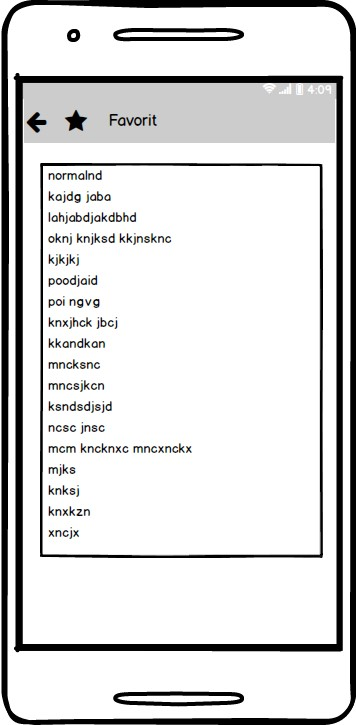 4:09
Favorit
normalnd
kajdg jaba
lahjabdjakdbhd
oknj knjksd kkjnsknc
kjkjkj
poodjaid
poi ngvg
knxjhck jbcj
kkandkan
mncksnc
mncsjkcn
ksndsdjsjd
ncsc jnsc
mcm kncknxc mncxnckx
mjks
knksj
knxkzn
xncjx